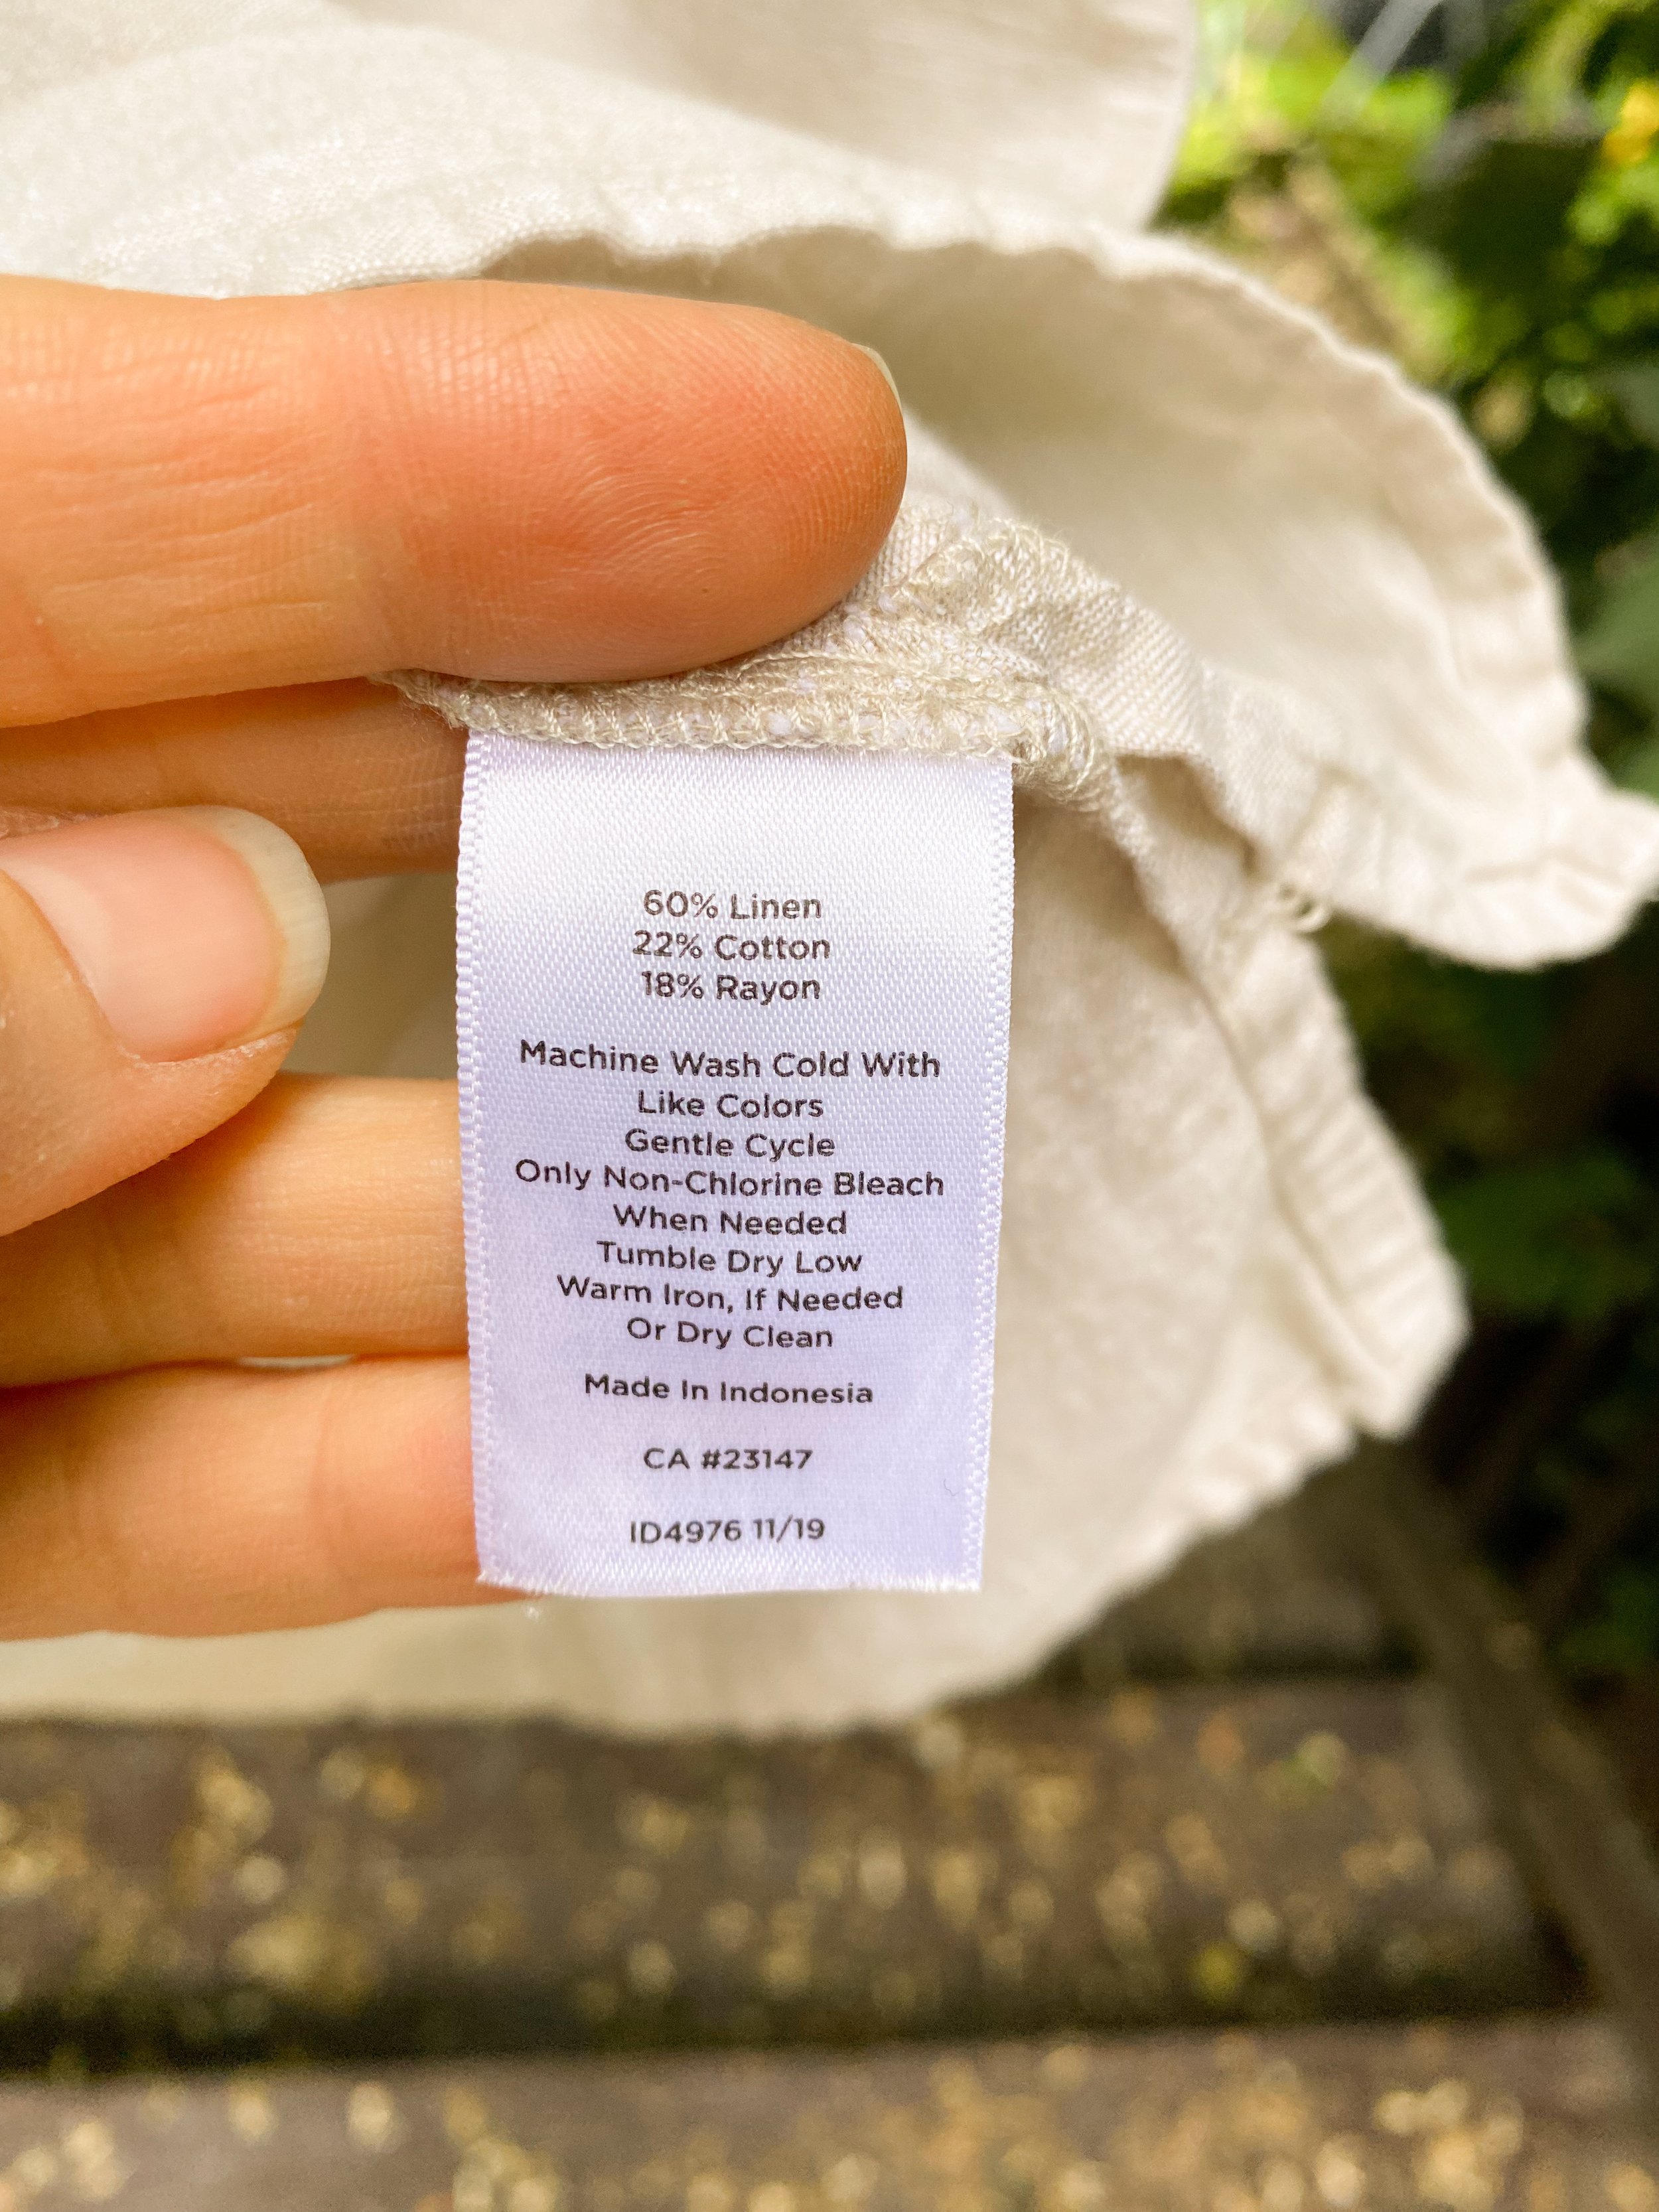 60% Linen
22% Cotton
18% Rayon
Machine Wash Cold With
Like Colors
Gentle Cycle
Only Non-Chlorine Bleach
When Needed
Tumble Dry Low
Warm Iron, If Needed
Or Dry Clean
Made In Indonesia
CA #23147
ID4976 11/19